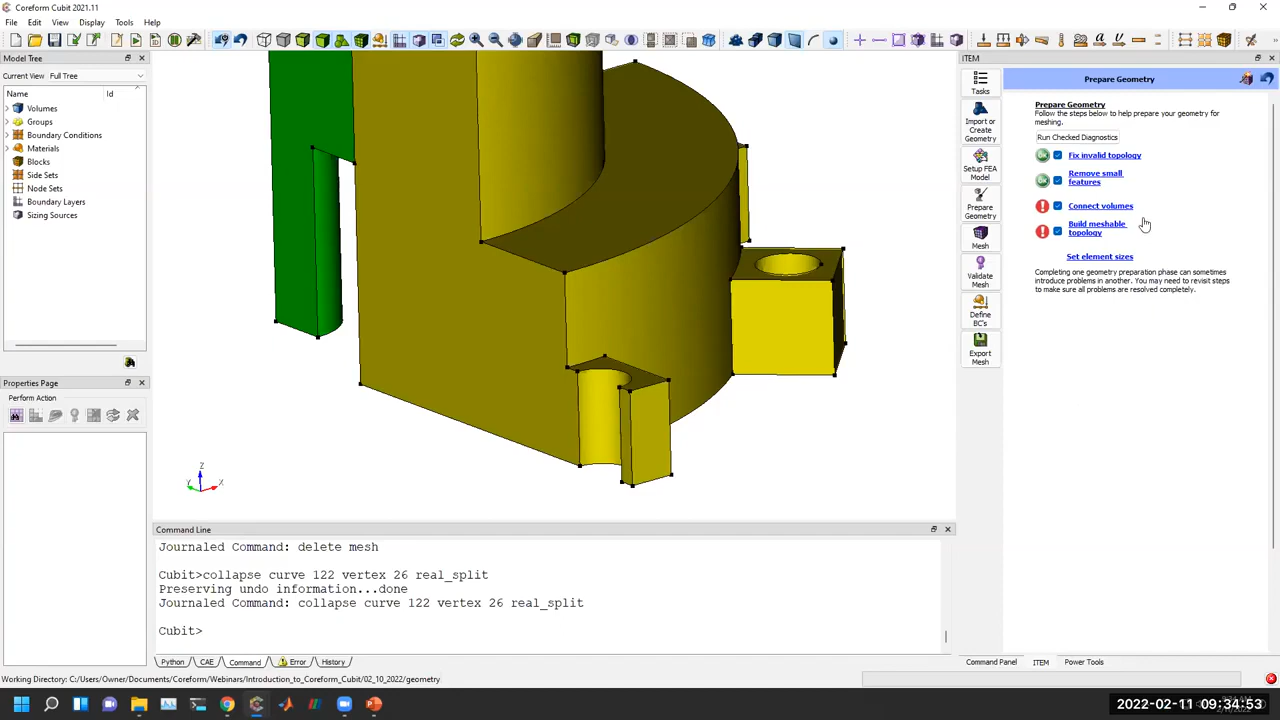 Coreform Cubit 2021.11
File Edit View Display Tools Help
Model Tree
Current View Full Tree
Name Id
Volumes
Groups
Boundary Conditions
Materials
Blocks
Side Sets
Node Sets
Boundary Layers
Sizing Sources
Properties Page
Perform Action
Z
Y X
Command Line
Journaled Command: delete mesh
Cubit>collapse curve 122 vertex 26 real_split
Preserving undo information...done
Journaled Command: collapse curve 122 vertex 26 real_split
Cubit>
Python CAE Command Error History
Working Directory: C:/Users/Owner/Documents/Coreform/Webinars/Introduction_to_Coreform_Cubit/02_10_2022/geometry
ITEM
Tasks
Import or
Create
Geometry
Setup FEA
Model
Prepare
Geometry
Mesh
Validate
Mesh
Define
BC's
Export
Mesh
Prepare Geometry
Prepare Geometry
Follow the steps below to help prepare your geometry for
meshing.
Run Checked Diagnostics
OK Fix invalid topology
OK Remove small
features
Connect volumes
Build meshable
topology
Set element sizes
Completing one geometry preparation phase can sometimes
introduce problems in another. You may need to revisit steps
to make sure all problems are resolved completely.
Command Panel ITEM Power Tools
2022-02-11 09:34:53